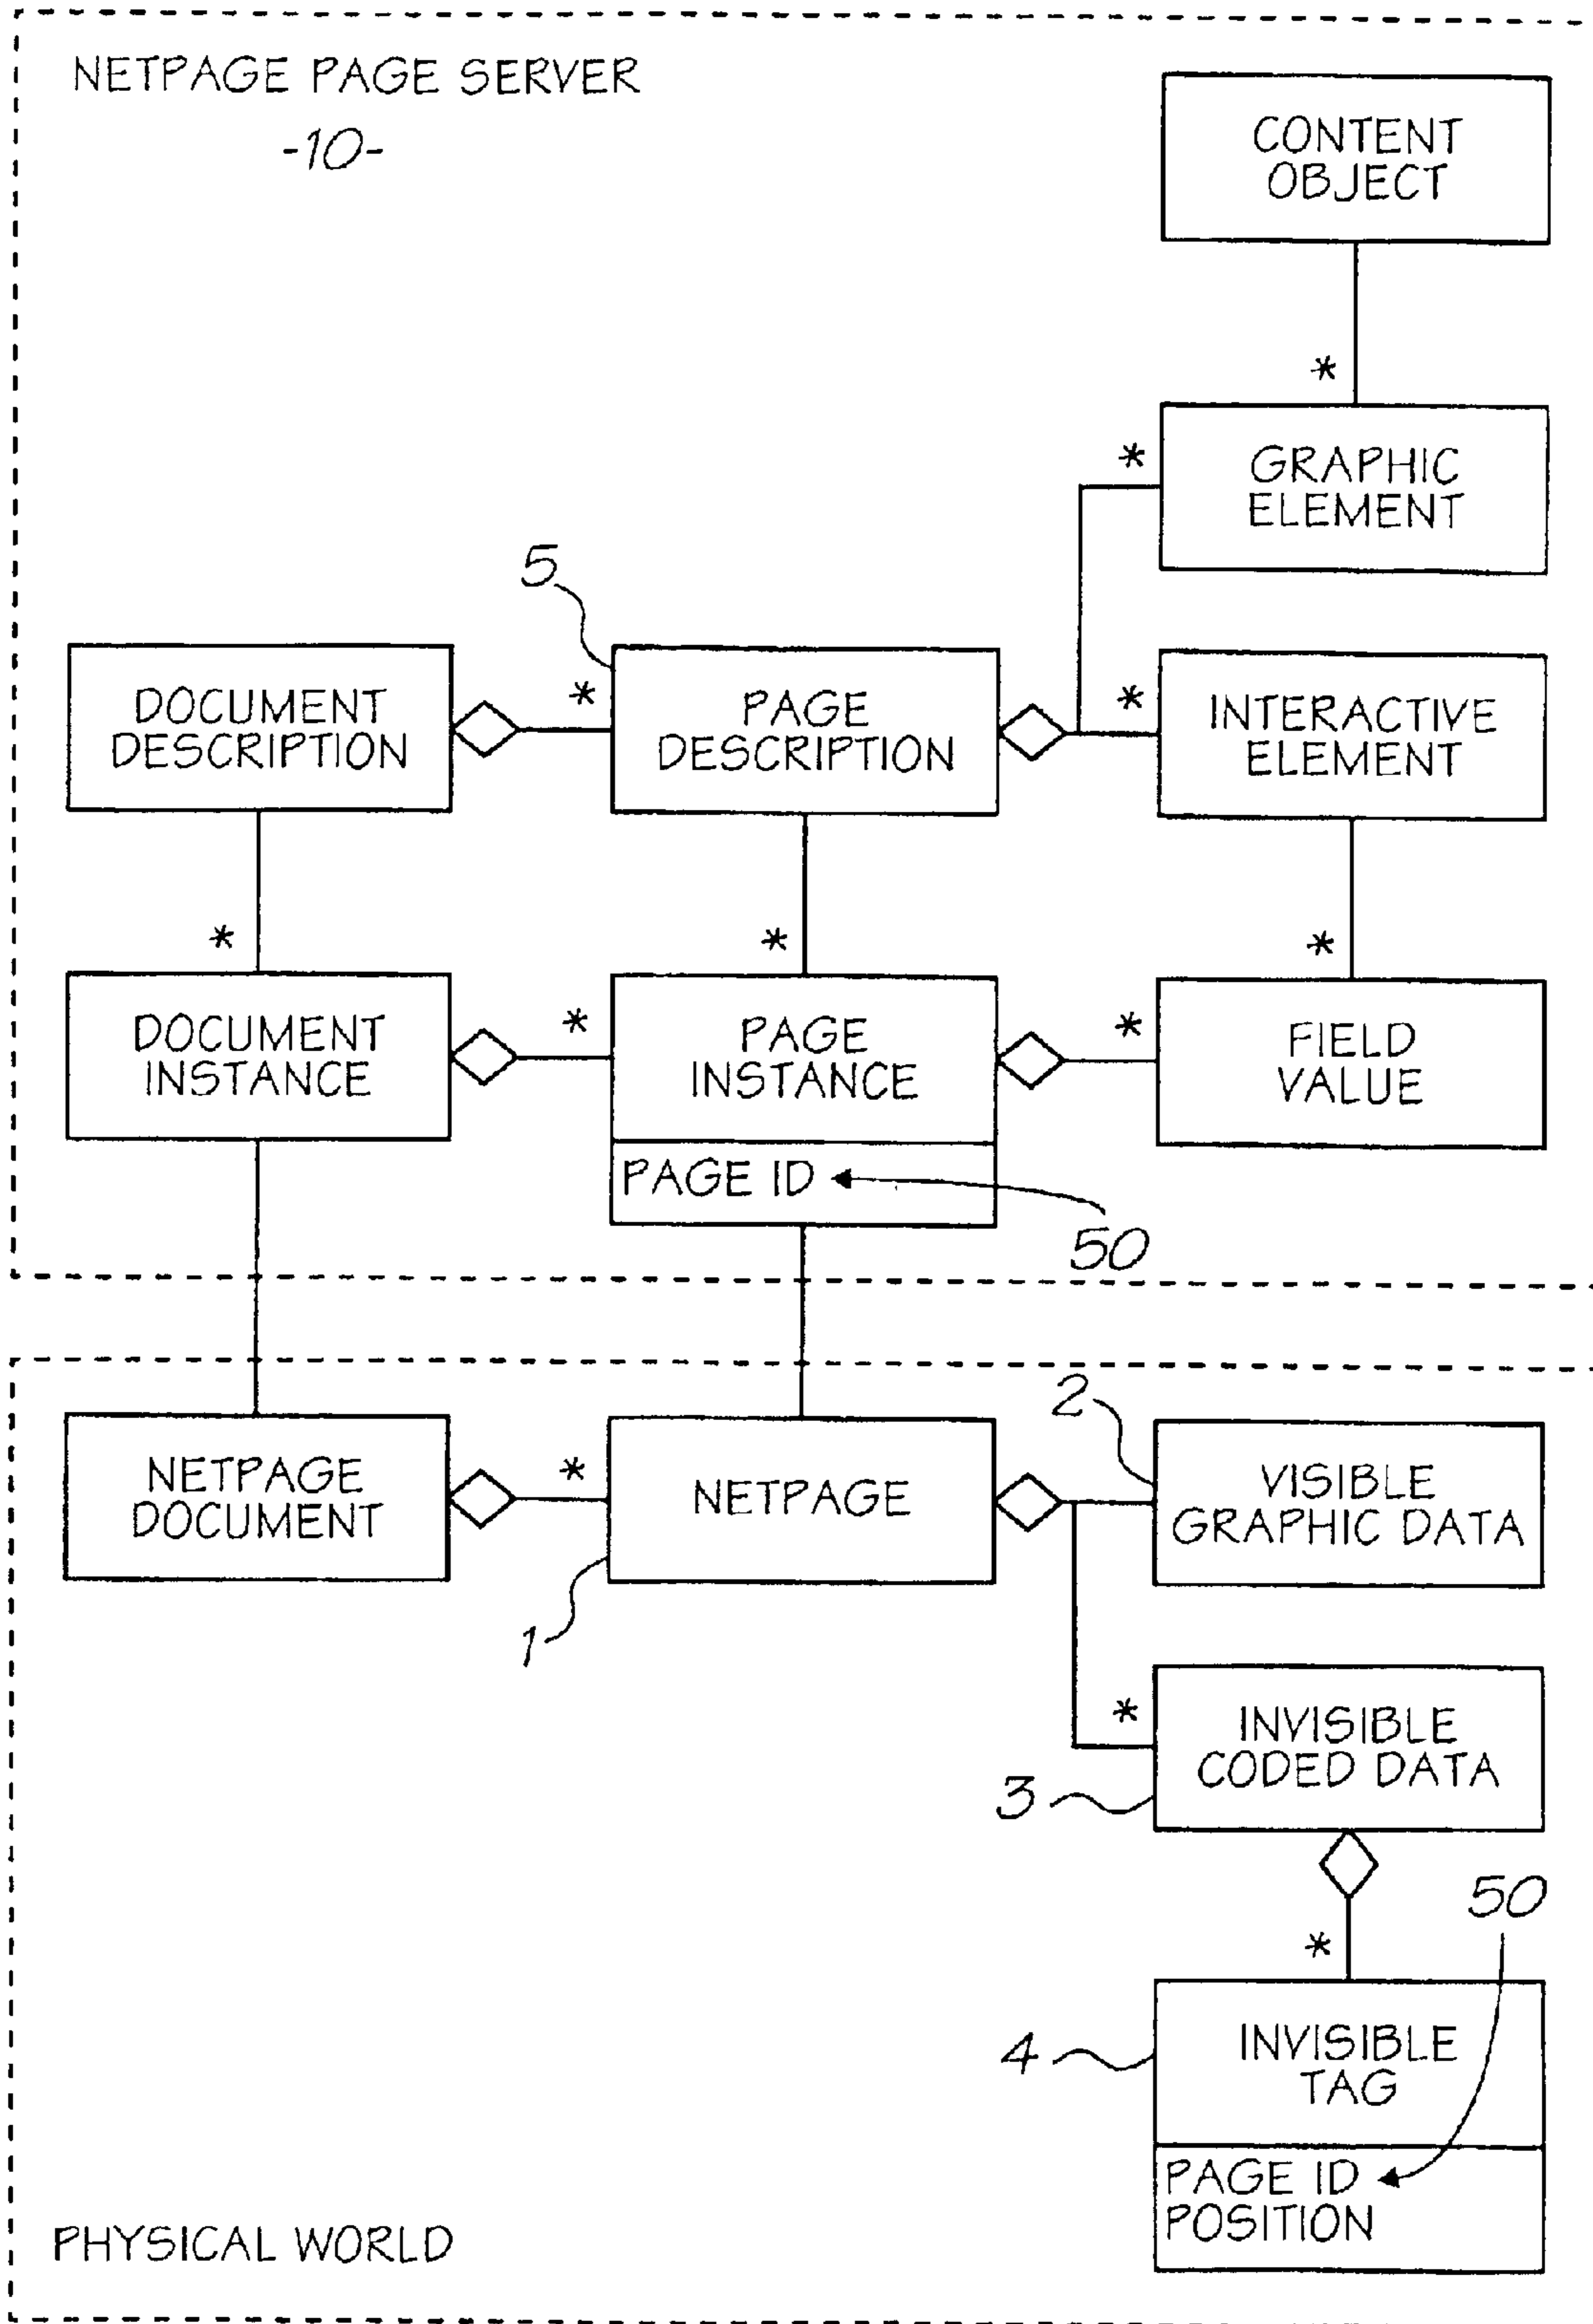 NETPAGE PAGE SERVER
-10-
CONTENT
OBJECT
*
*
GRAPHIC
ELEMENT
5
DOCUMENT
DESCRIPTION
*
PAGE
DESCRIPTION
*
INTERACTIVE
ELEMENT
*
*
*
DOCUMENT
INSTANCE
*
PAGE
INSTANCE
*
FIELD
VALUE
PAGE ID
50
2
NETPAGE
DOCUMENT
*
NETPAGE
VISIBLE
GRAPHIC DATA
1
*
INVISIBLE
CODED DATA
3
50
*
4
INVISIBLE
TAG
PAGE ID
POSITION
PHYSICAL WORLD